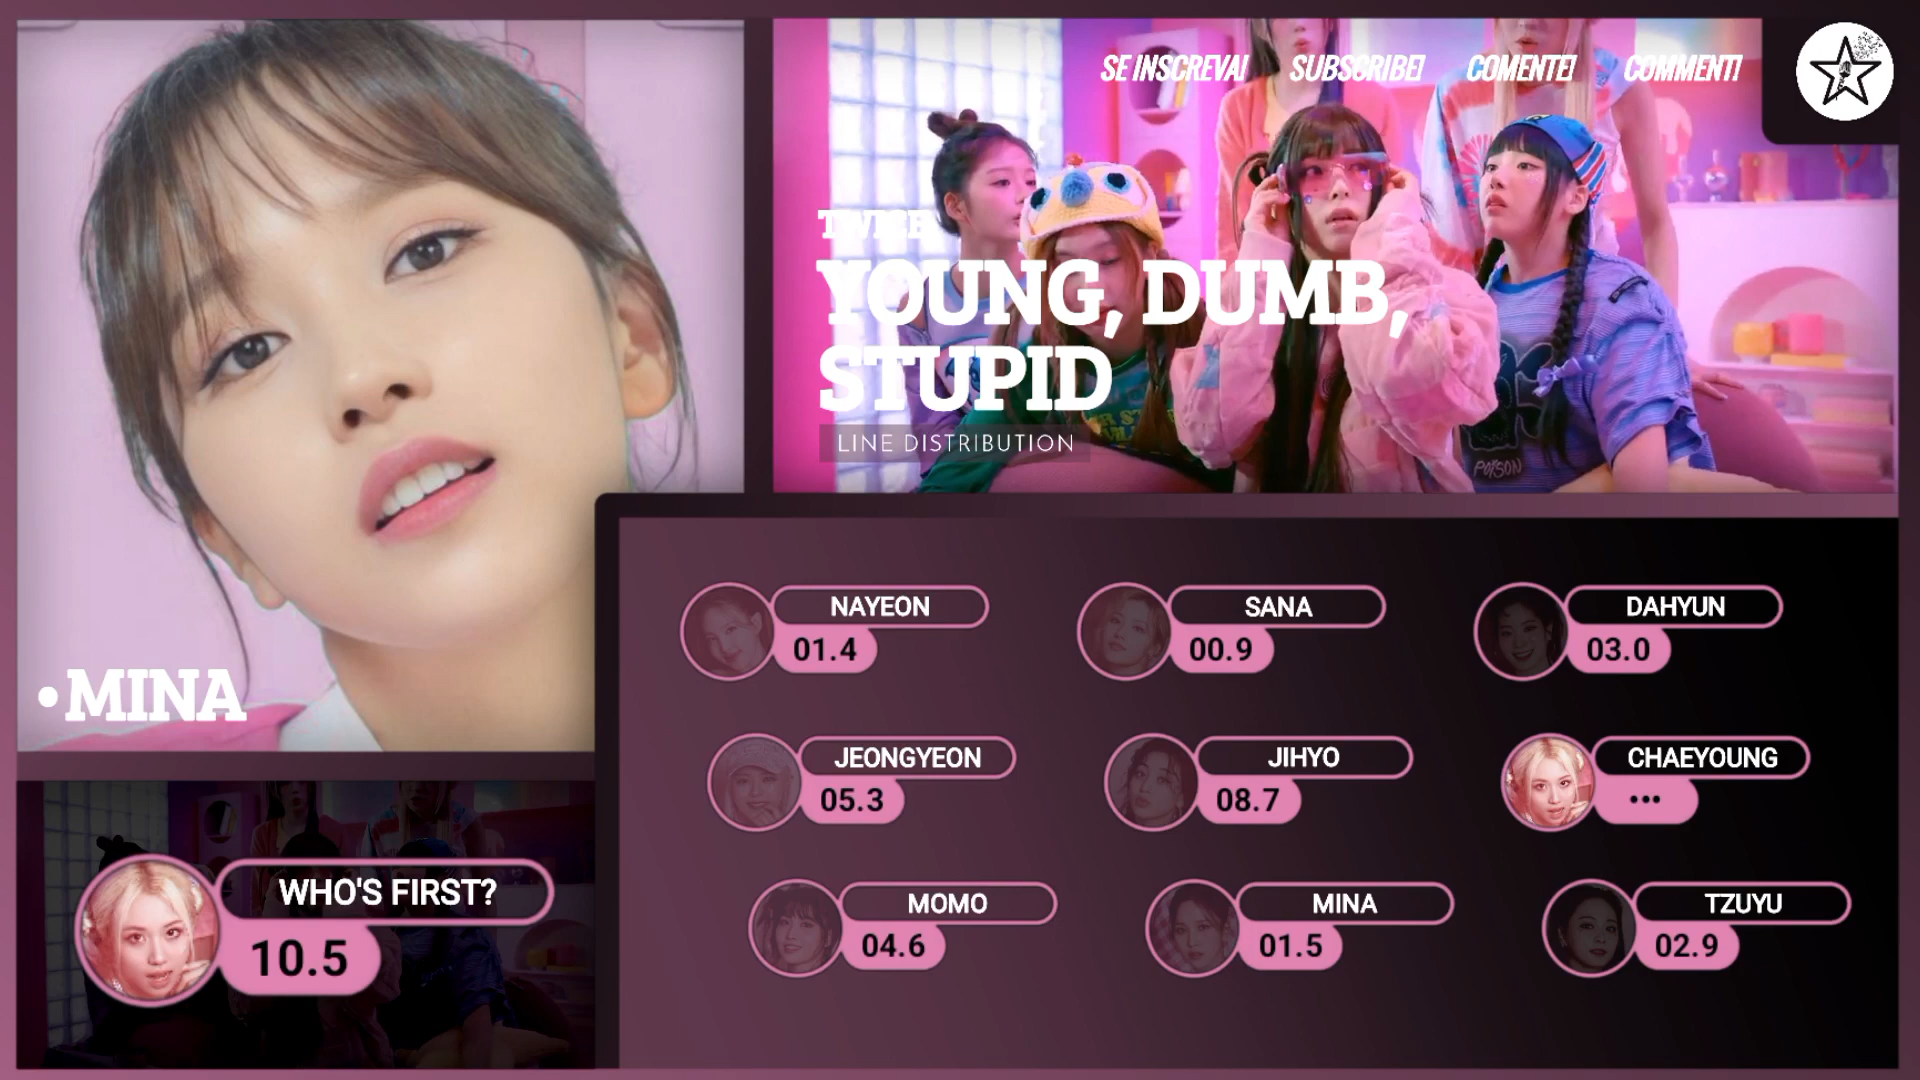 SE INSCREVA! SUBSCRIBE! COMENTE! COMMENT!
TWICE
YOUNG, DUMB,
STUPID
LINE DISTRIBUTION
POISON
•MINA
NAYEON
01.4
SANA
00.9
DAHYUN
03.0
JEONGYEON
05.3
JIHYO
08.7
CHAEYOUNG
•••
MOMO
04.6
MINA
01.5
TZUYU
02.9
WHO'S FIRST?
10.5